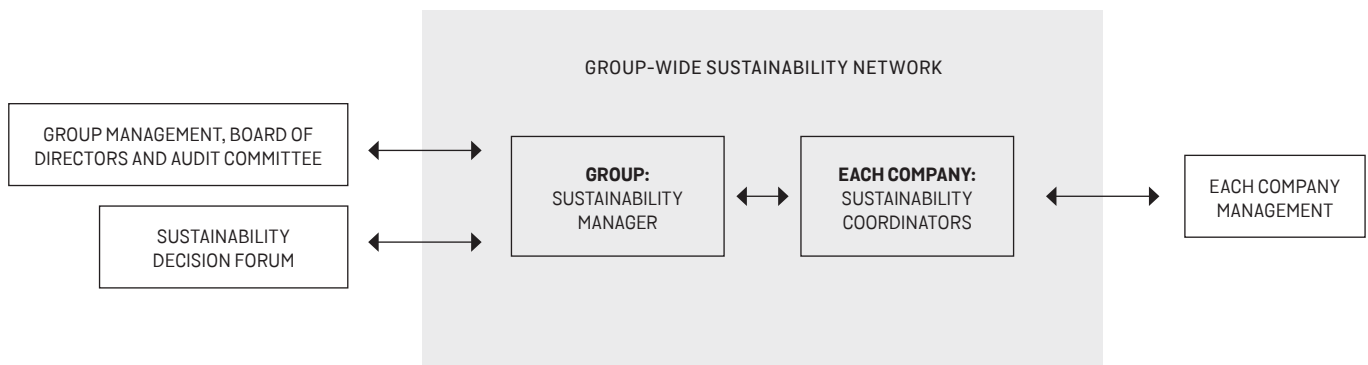 GROUP-WIDE SUSTAINABILITY NETWORK
GROUP MANAGEMENT, BOARD OF
DIRECTORS AND AUDIT COMMITTEE
SUSTAINABILITY
DECISION FORUM
GROUP:
SUSTAINABILITY
MANAGER
EACH COMPANY:
SUSTAINABILITY
COORDINATORS
EACH COMPANY
MANAGEMENT